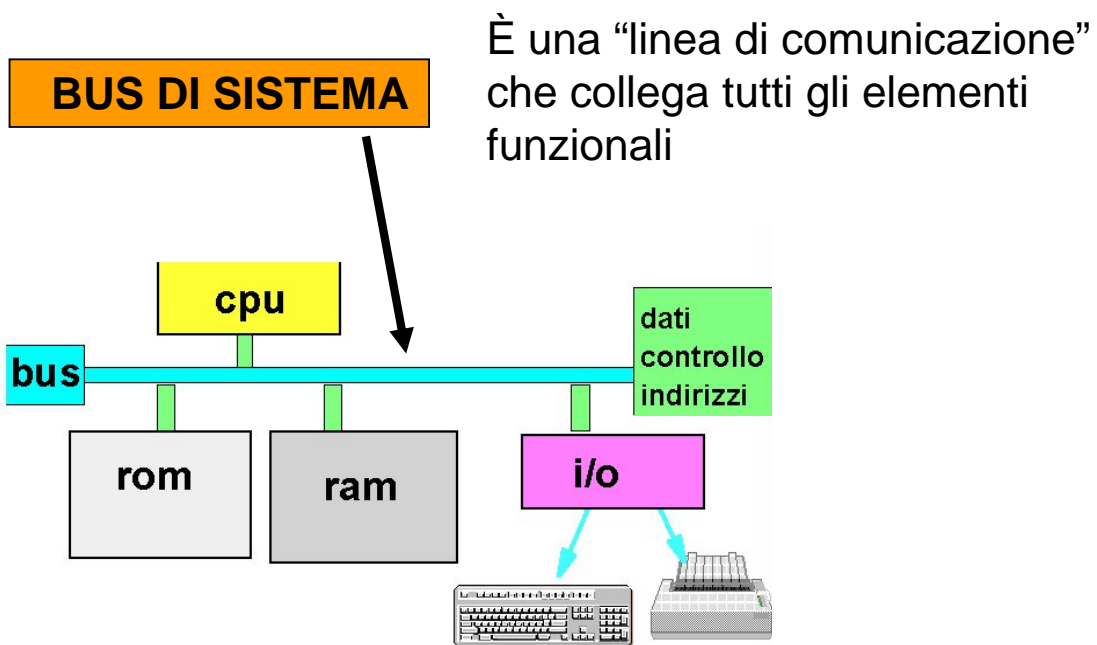 BUS DI SISTEMA
È una “linea di comunicazione”
che collega tutti gli elementi
funzionali
cpu
bus
dati
controllo
indirizzi
rom
ram
i/o